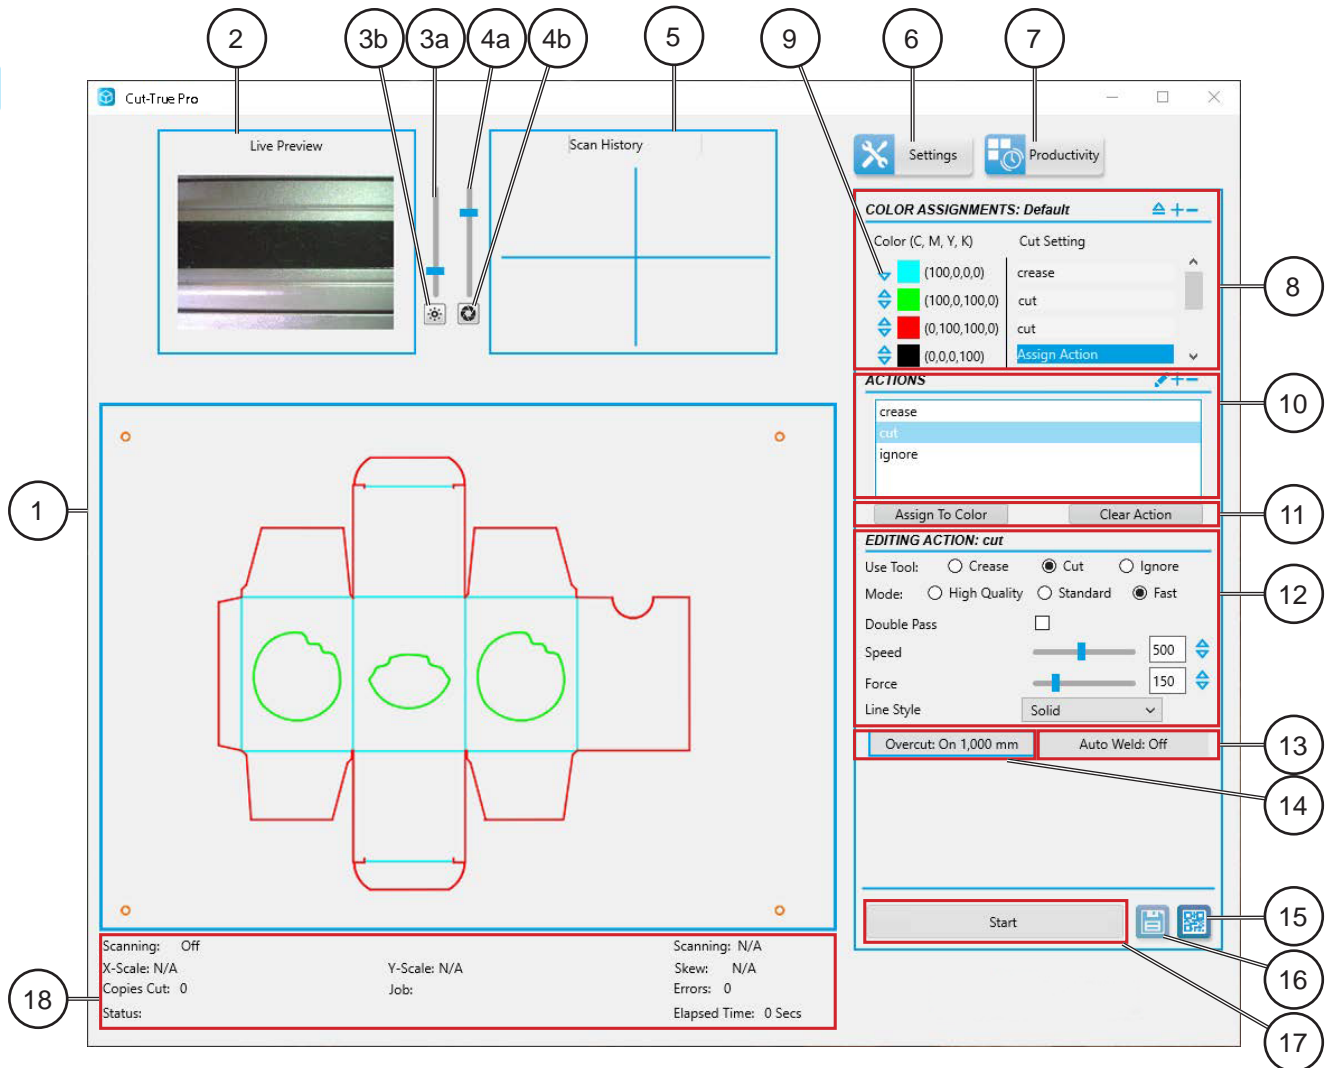 2
3b
3a
4a
4b
5
9
6
7
Cut-True Pro
Live Preview
Scan History
Settings
Productivity
COLOR ASSIGNMENTS: Default
Color (C, M, Y, K) Cut Setting
(100,0,0,0) crease
(100,0,100,0) cut
(0,100,100,0) cut
(0,0,0,100) Assign Action
8
ACTIONS
crease
cut
ignore
10
1
Assign To Color Clear Action
11
EDITING ACTION: cut
Use Tool: Crease Cut Ignore
Mode: High Quality Standard Fast
12
Double Pass
Speed 500
Force 150
Line Style Solid
Overcut: On 1,000 mm Auto Weld: Off
13
14
Start
15
16
17
Scanning: Off Scanning: N/A
X-Scale: N/A Y-Scale: N/A Skew: N/A
Copies Cut: 0 Job: Errors: 0
Status: Elapsed Time: 0 Secs
18